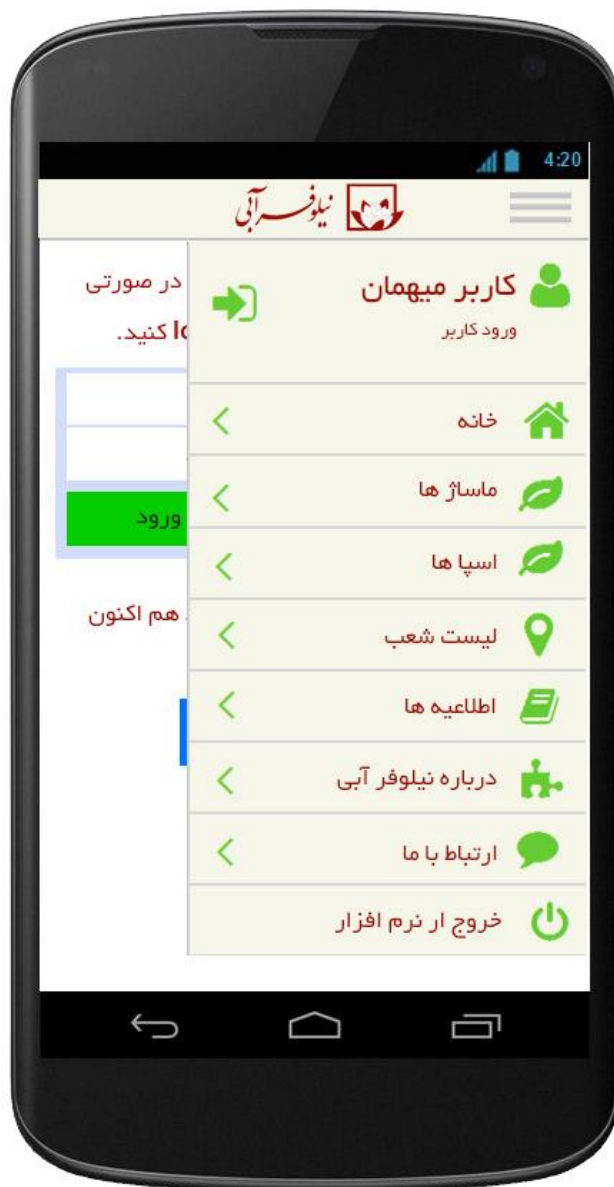 4:20
نیلوفر آبی
کاربر میهمان
ورود کاربر
خانه
ماساژ ها
اسپا ها
لیست شعب
اطلاعیه ها
درباره نیلوفر آبی
ارتباط با ما
خروج ار نرم افزار
در صورتی
کنید.
ورود
هم اکنون